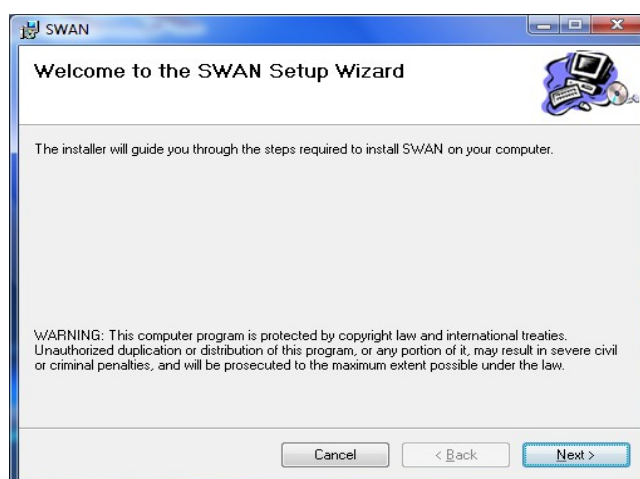 SWAN
Welcome to the SWAN Setup Wizard
The installer will guide you through the steps required to install SWAN on your computer.
WARNING: This computer program is protected by copyright law and international treaties.
Unauthorized duplication or distribution of this program, or any portion of it, may result in severe civil
or criminal penalties, and will be prosecuted to the maximum extent possible under the law.
Cancel < Back Next >